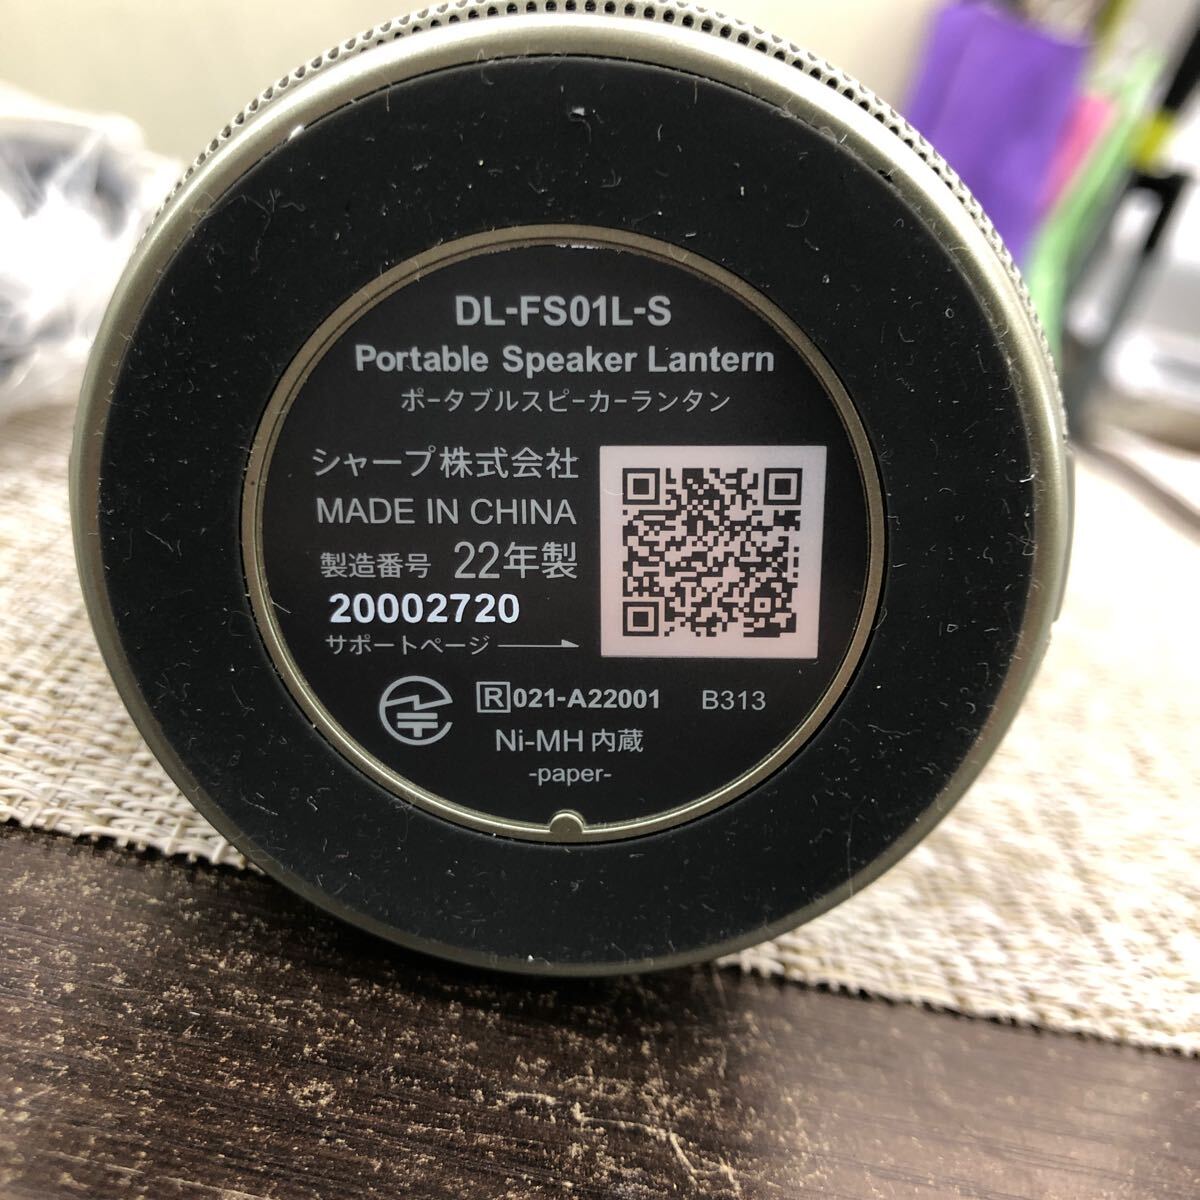 DL-FS01L-S
Portable Speaker Lantern
ポータブルスピーカーランタン
シャープ株式会社
MADE IN CHINA
製造番号 22年製
20002720
サポートページ
R 021-A22001 B313
Ni-MH 内蔵
-paper-